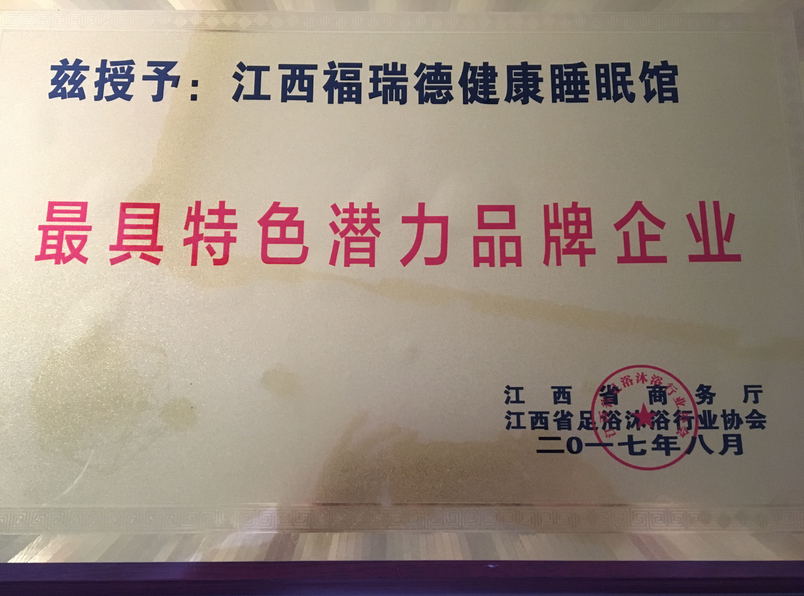 兹授予：江西福瑞德健康睡眠馆
最具特色潜力品牌企业
江西省商务厅
江西省足浴沐浴行业协会
二0一七年八月